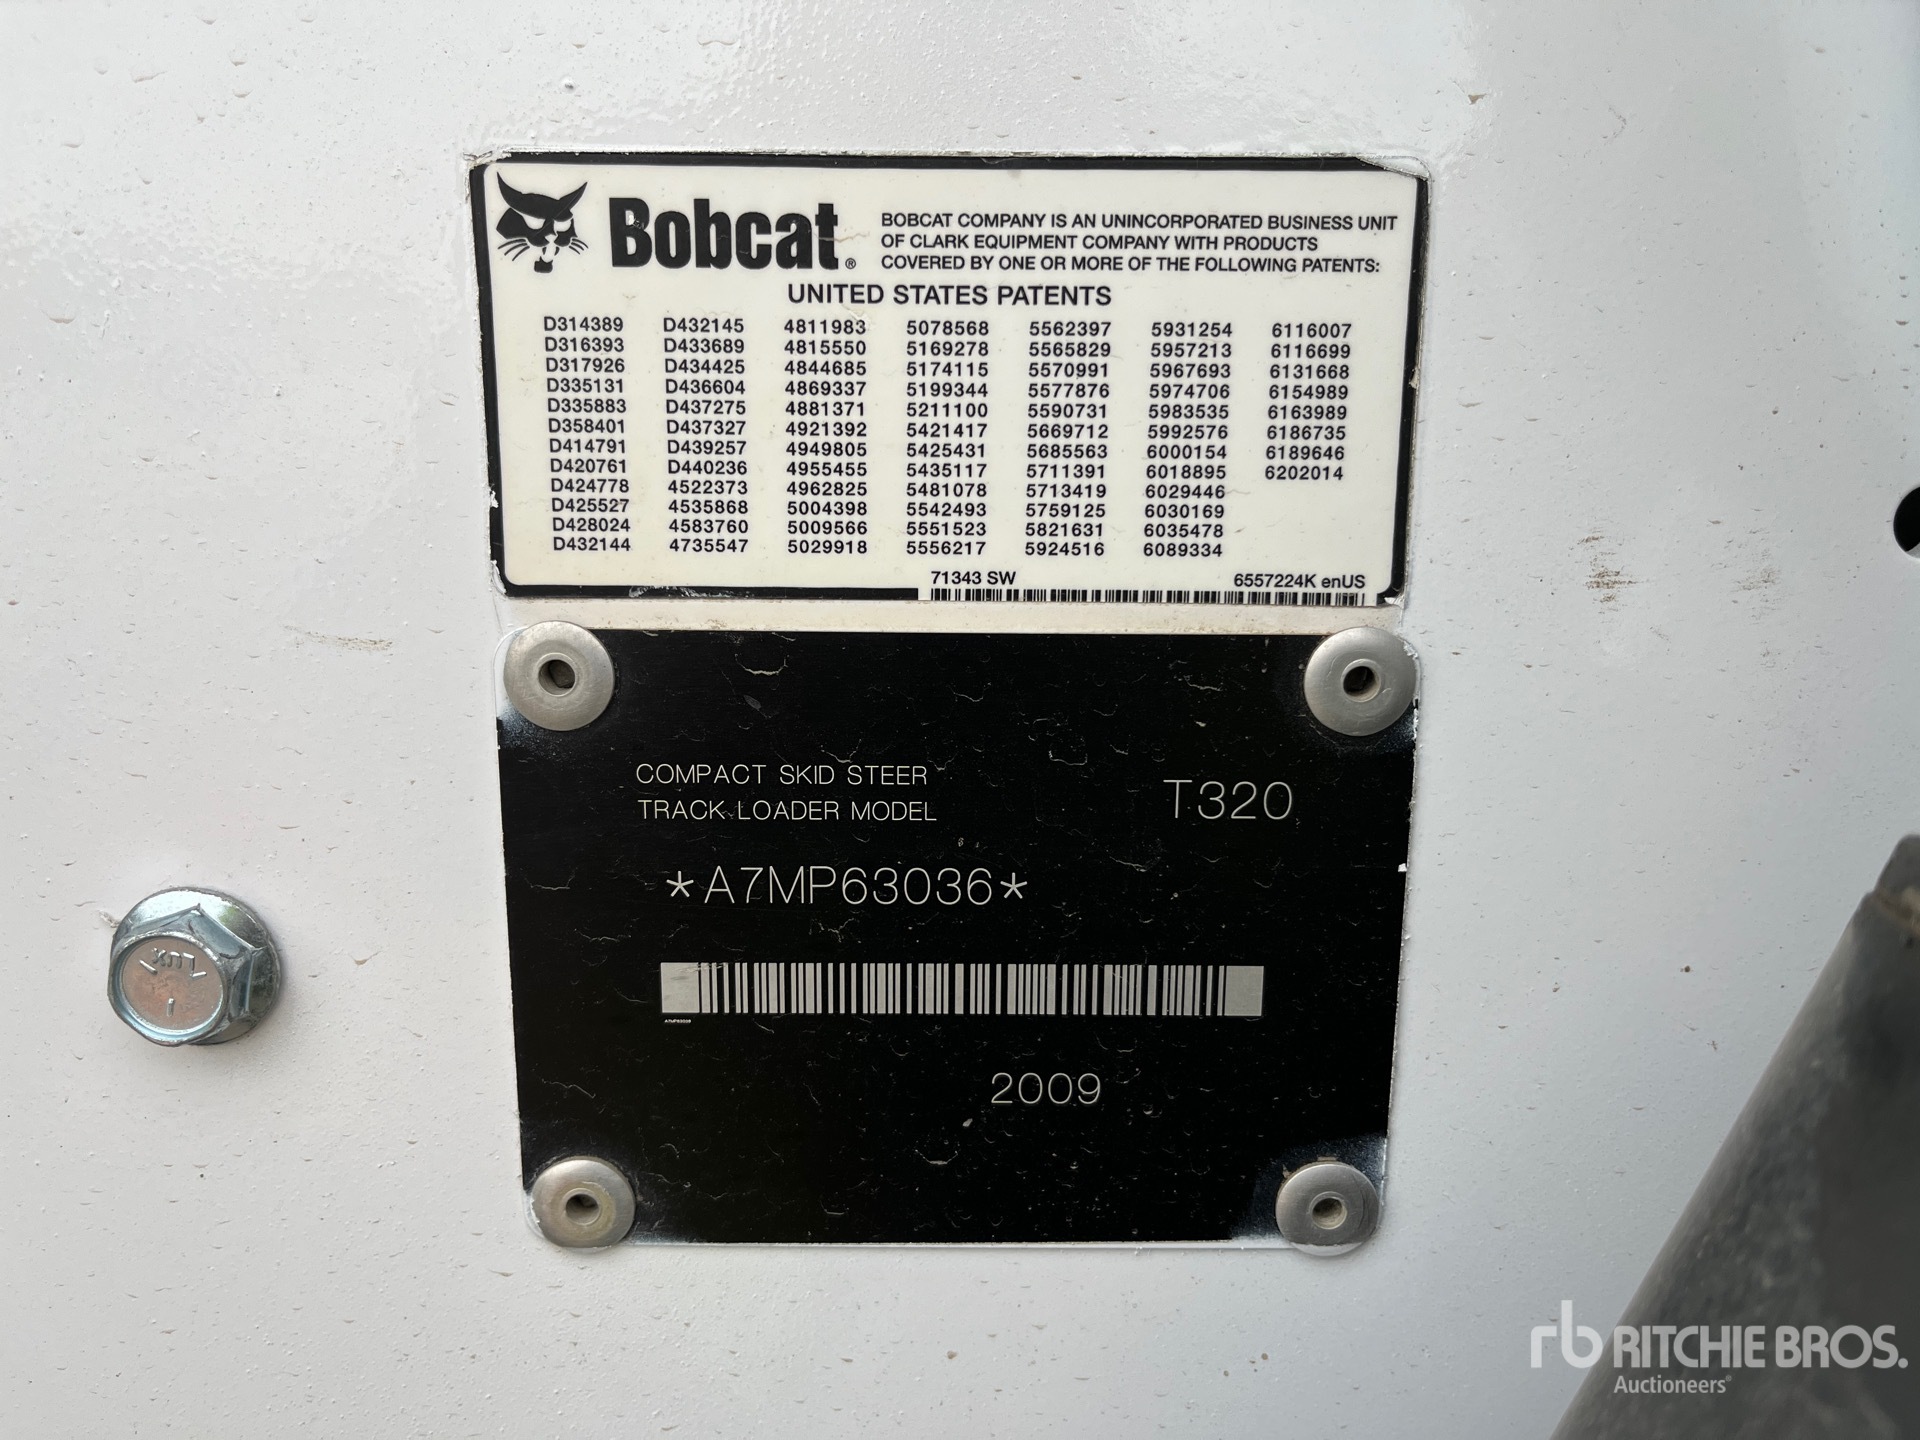 Bobcat®
BOBCAT COMPANY IS AN UNINCORPORATED BUSINESS UNIT
OF CLARK EQUIPMENT COMPANY WITH PRODUCTS
COVERED BY ONE OR MORE OF THE FOLLOWING PATENTS:
UNITED STATES PATENTS
D314389 D432145 4811983 5078568 5562397 5931254 6116007
D316393 D433689 4815550 5169278 5565829 5957213 6116699
D317926 D434425 4844685 5174115 5570991 5967693 6131668
D335131 D436604 4869337 5199344 5577876 5974706 6154989
D335883 D437275 4881371 5211100 5590731 5983535 6163989
D358401 D437327 4921392 5421417 5669712 5992576 6186735
D414791 D439257 4949805 5425431 5685563 6000154 6189646
D420761 D440236 4955455 5435117 5711391 6018895 6202014
D424778 4522373 4962825 5481078 5713419 6029446
D425527 4535868 5004398 5542493 5759125 6030169
D428024 4583760 5009566 5551523 5821631 6035478
D432144 4735547 5029918 5556217 5924516 6089334
71343 SW 6557224K enUS
COMPACT SKID STEER
TRACK LOADER MODEL T320
*A7MP63036*
2009
rb RITCHIE BROS.
Auctioneers®